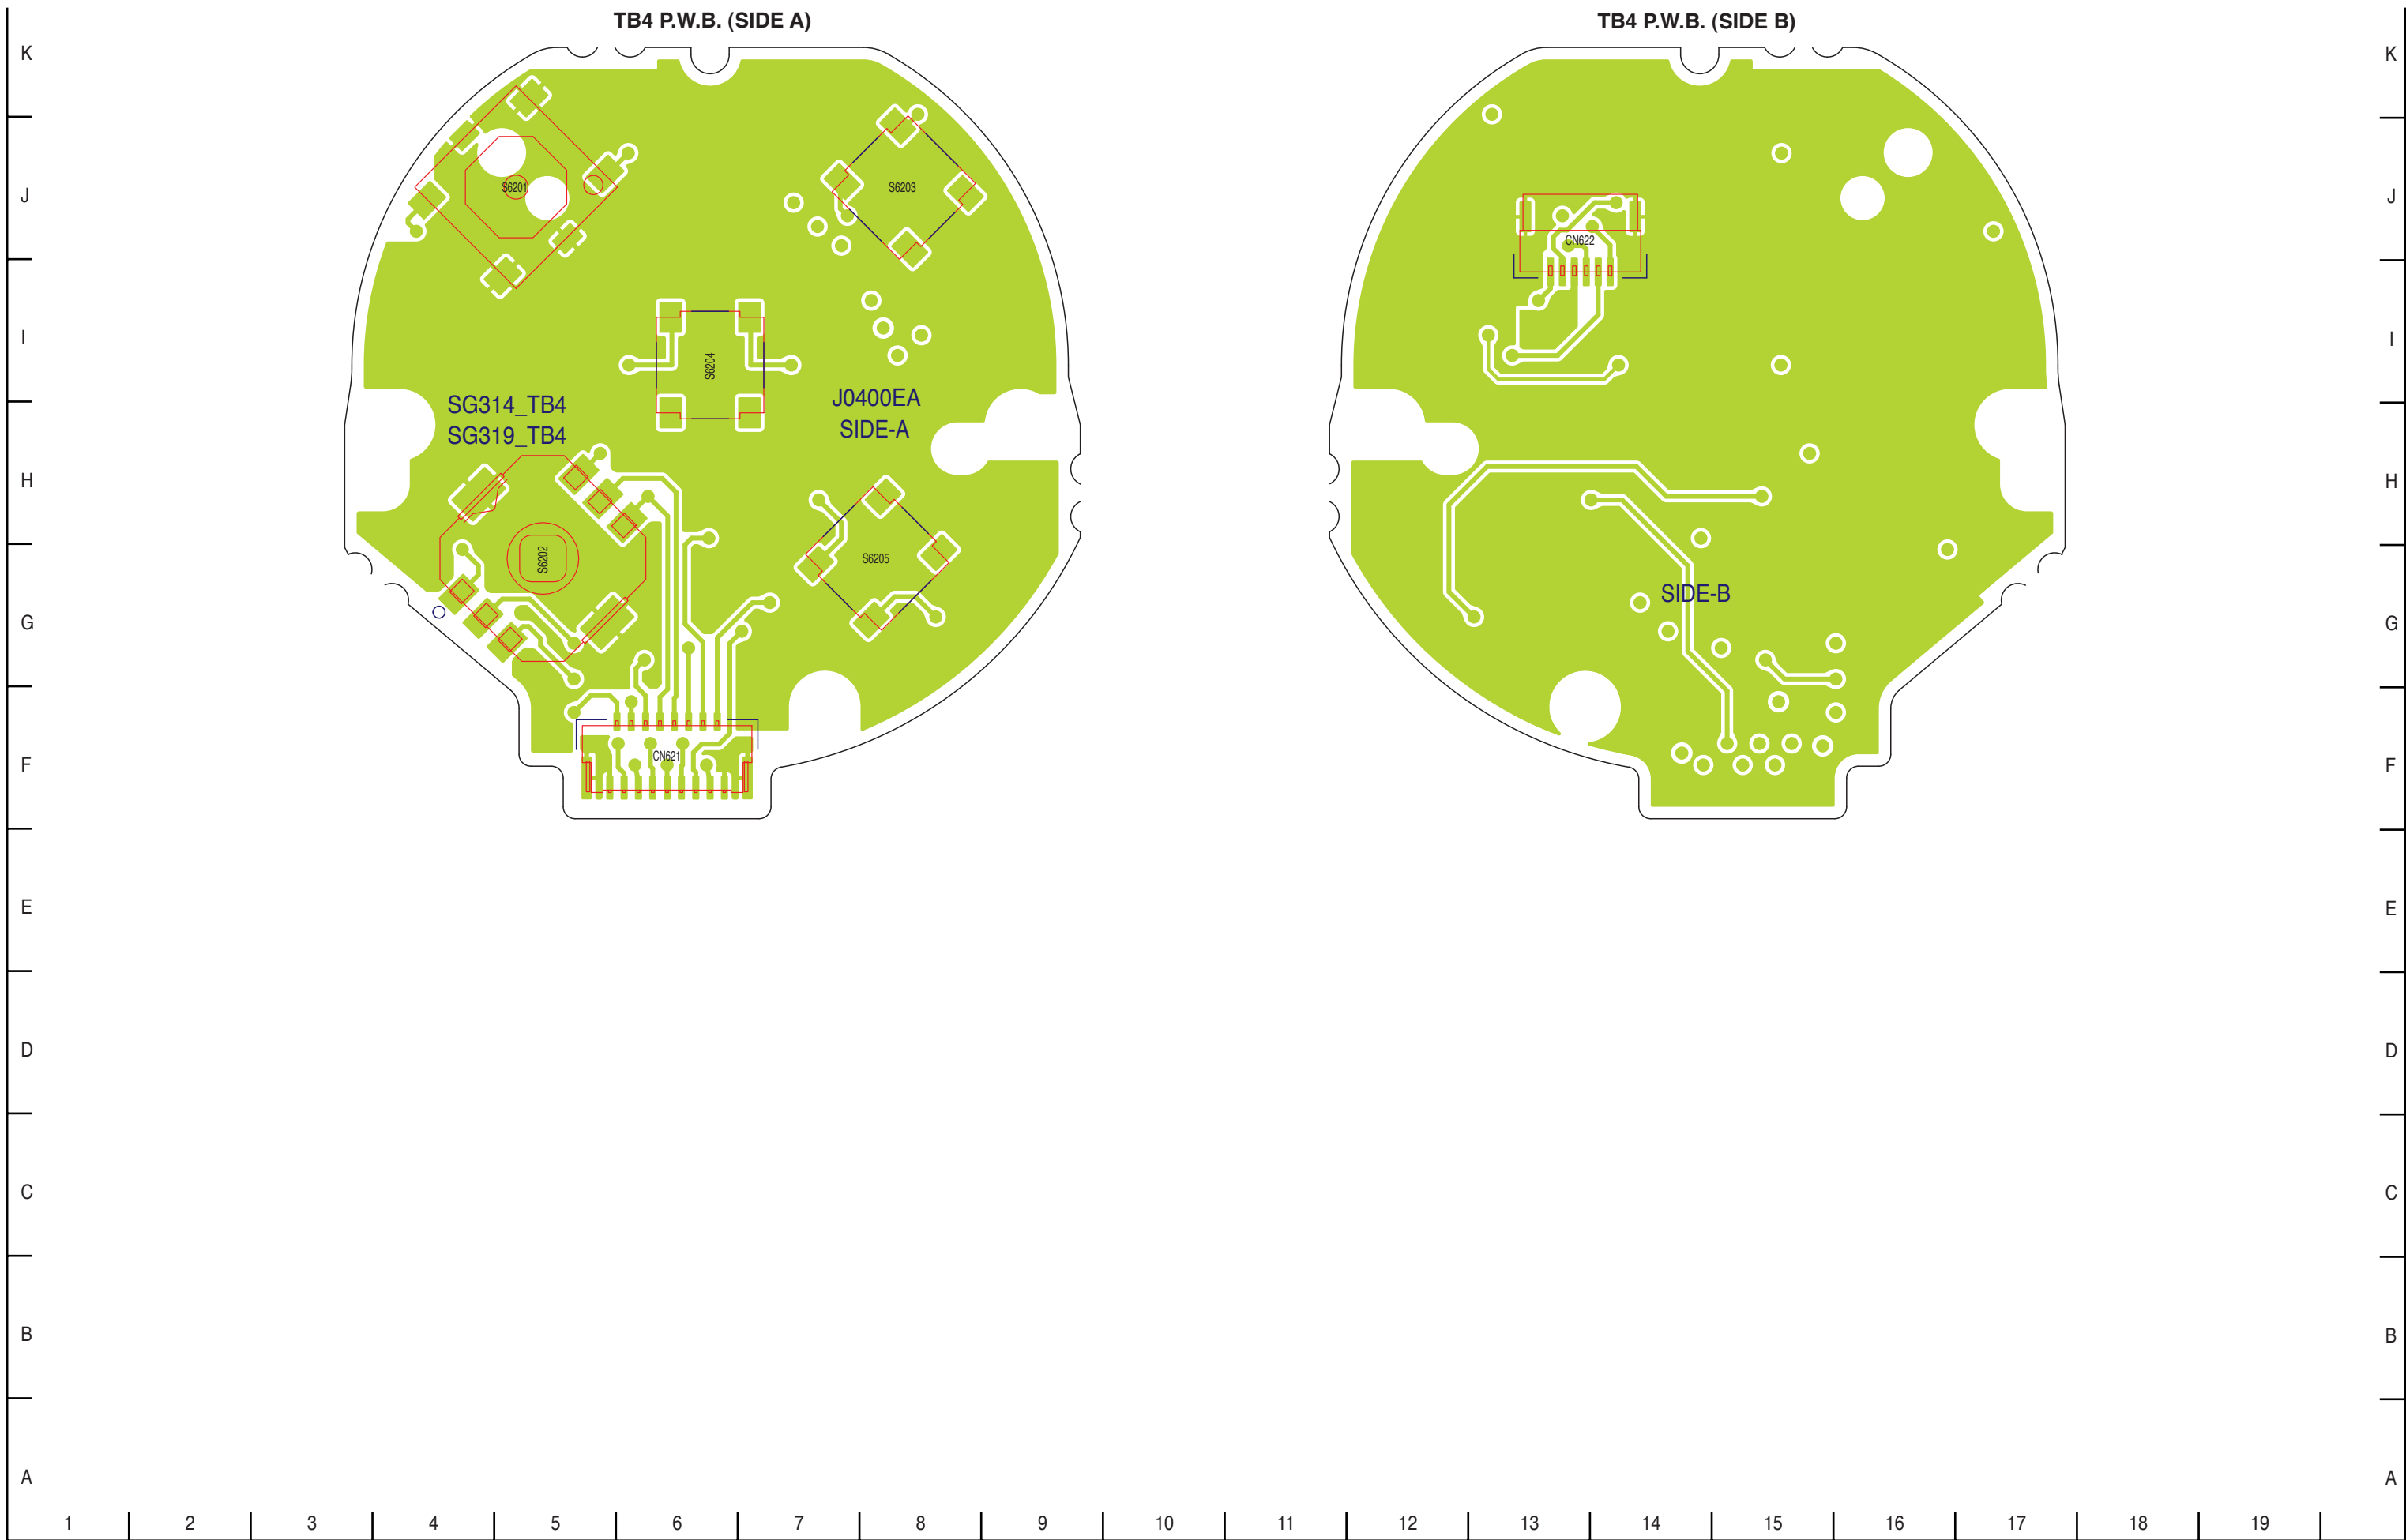 TB4 P.W.B. (SIDE A)
TB4 P.W.B. (SIDE B)
K
K
J
S6201
S6203
J
CN622
I
S6204
I
SG314_TB4
SG319_TB4
J0400EA
SIDE-A
H
H
S6202
S6205
G
SIDE-B
G
F
CN621
F
E
E
D
D
C
C
B
B
A
A
1 2 3 4 5 6 7 8 9 10 11 12 13 14 15 16 17 18 19